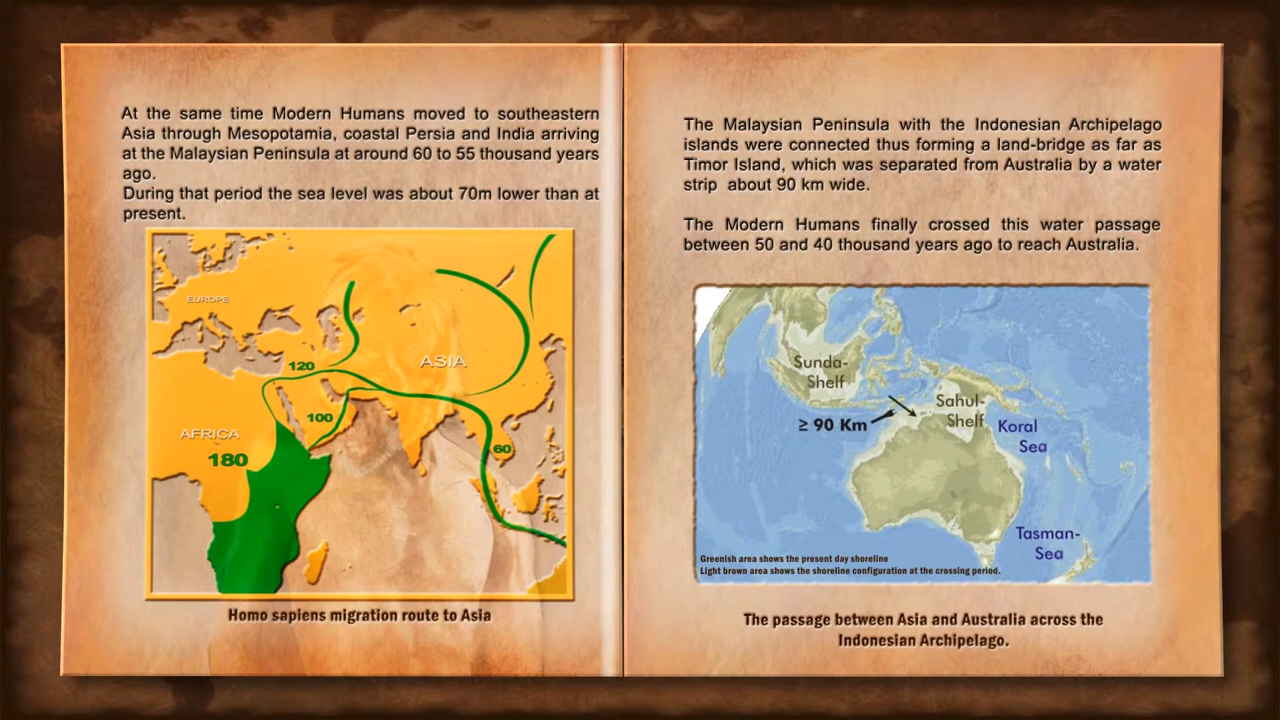 At the same time Modern Humans moved to southeastern
Asia through Mesopotamia, coastal Persia and India arriving
at the Malaysian Peninsula at around 60 to 55 thousand years
ago.
During that period the sea level was about 70m lower than at
present.
EUROPE
ASIA
120
100
AFRICA
180
60
Homo sapiens migration route to Asia
The Malaysian Peninsula with the Indonesian Archipelago
islands were connected thus forming a land-bridge as far as
Timor Island, which was separated from Australia by a water
strip about 90 km wide.
The Modern Humans finally crossed this water passage
between 50 and 40 thousand years ago to reach Australia.
Sunda-
Shelf
Sahul-
Shelf
≥ 90 Km
Koral
Sea
Tasman-
Sea
Greenish area shows the present day shoreline
Light brown area shows the shoreline configuration at the crossing period.
The passage between Asia and Australia across the
Indonesian Archipelago.